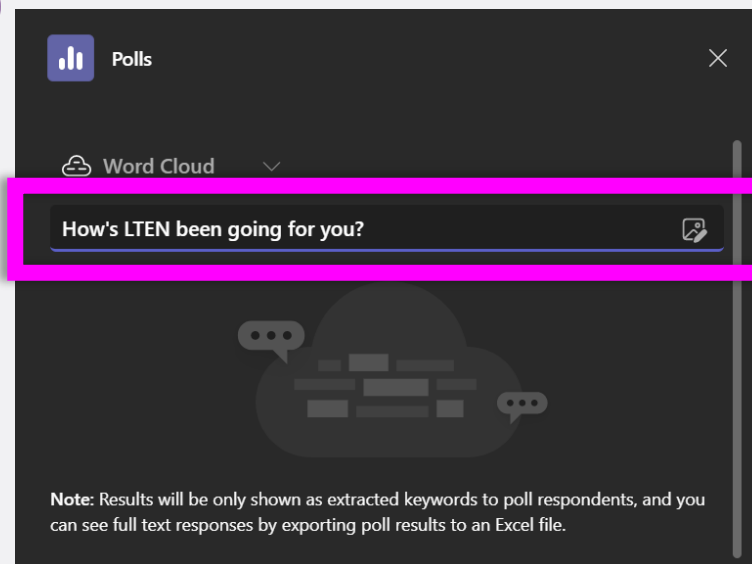 Polls
Word Cloud
How's LTEN been going for you?
Note: Results will be only shown as extracted keywords to poll respondents, and you
can see full text responses by exporting poll results to an Excel file.